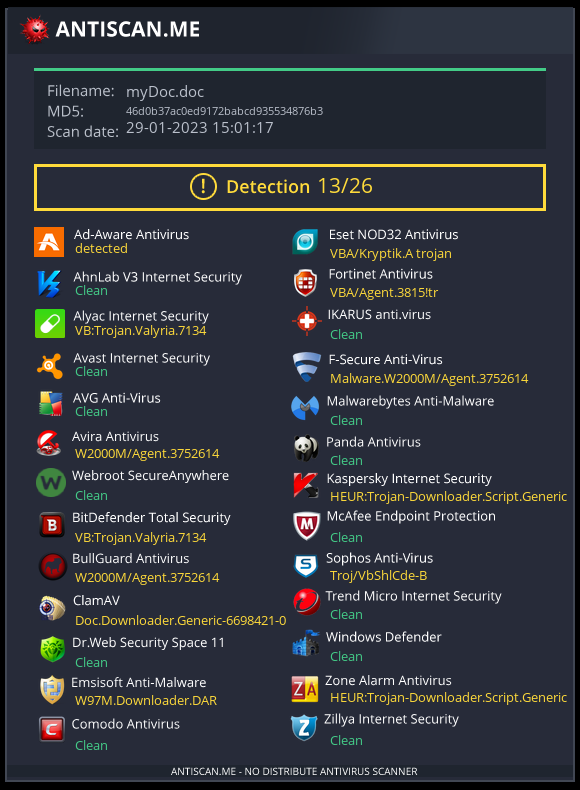 ANTISCAN.ME
Filename: myDoc.doc
MD5: 46d0b37ac0ed9172babcd935534876b3
Scan date: 29-01-2023 15:01:17
! Detection 13/26
Ad-Aware Antivirus
detected
AhnLab V3 Internet Security
Clean
Alyac Internet Security
VB:Trojan.Valyria.7134
Avast Internet Security
Clean
AVG Anti-Virus
Clean
Avira Antivirus
W2000M/Agent.3752614
W
Webroot SecureAnywhere
Clean
B
BitDefender Total Security
VB:Trojan.Valyria.7134
BullGuard Antivirus
W2000M/Agent.3752614
ClamAV
Doc.Downloader.Generic-6698421-0
Dr.Web Security Space 11
Clean
Emsisoft Anti-Malware
W97M.Downloader.DAR
C
Comodo Antivirus
Clean
Eset NOD32 Antivirus
VBA/Kryptik.A trojan
Fortinet Antivirus
VBA/Agent.3815!tr
IKARUS anti.virus
Clean
F-Secure Anti-Virus
Malware.W2000M/Agent.3752614
Malwarebytes Anti-Malware
Clean
Panda Antivirus
Clean
Kaspersky Internet Security
HEUR:Trojan-Downloader.Script.Generic
McAfee Endpoint Protection
Clean
S
Sophos Anti-Virus
Troj/VbShlCde-B
Trend Micro Internet Security
Clean
Windows Defender
Clean
ZA
Zone Alarm Antivirus
HEUR:Trojan-Downloader.Script.Generic
Z
Zillya Internet Security
Clean
ANTISCAN.ME - NO DISTRIBUTE ANTIVIRUS SCANNER